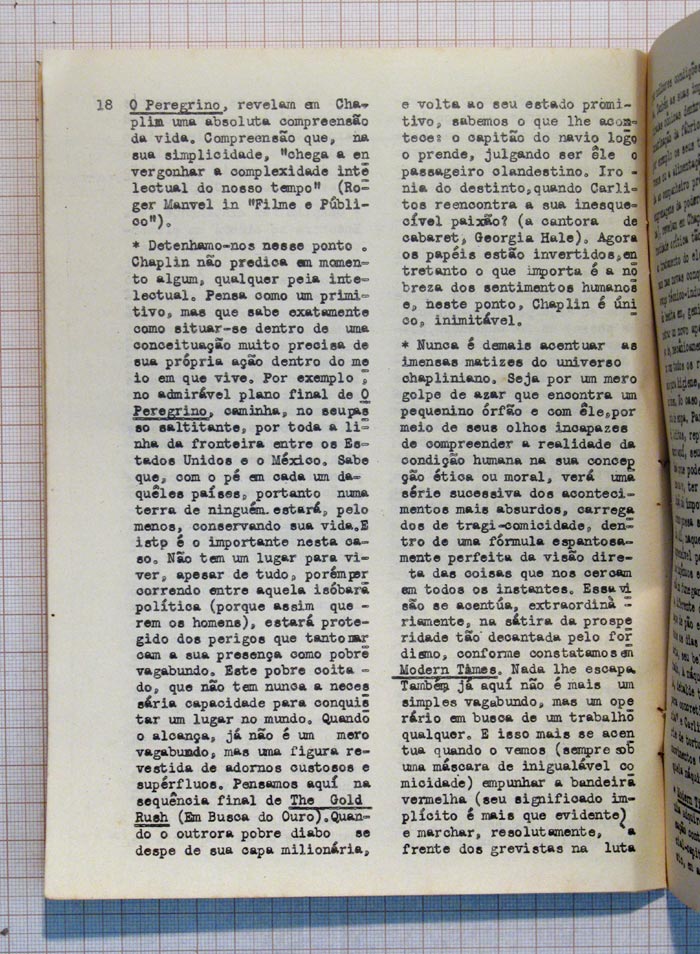 18 O Peregrino, revelam em Cha-
plim uma absoluta compreensão
da vida. Compreensão que, na
sua simplicidade, "chega a en
vergonhar a complexidade inte
lectual do nosso tempo" (Ro-
ger Manvel in "Filme e Públi-
co").
* Detenhamo-nos nesse ponto .
Chaplin não predica em momen-
to algum, qualquer peia inte-
lectual. Pensa como um primi-
tivo, mas que sabe exatamente
como situar-se dentro de uma
conceituação muito precisa de
sua própria ação dentro do me
io em que vive. Por exemplo ,
no admirável plano final de O
Peregrino, caminha, no seupas
so saltitante, por toda a li-
nha da fronteira entre os Es-
tados Unidos e o México. Sabe
que, com o pé em cada um da-
quêles países, portanto numa
terra de ninguém estará, pelo
menos, conservando sua vida.E
isto é o importante nesta ca-
so. Não tem um lugar para vi-
ver, apesar de tudo, porémper
correndo entre aquela isóbara
política (porque assim que -
rem os homens), estará prote-
gido dos perigos que tantomar
cam a sua presença como pobre
vagabundo. Este pobre coita -
do, que não tem nunca a neces
sária capacidade para conquis
tar um lugar no mundo. Quando
o alcança, já não é um mero
vagabundo, mas uma figura re-
vestida de adornos custosos e
supérfluos. Pensamos aquí na
sequência final de The Gold
Rush (Em Busca do Ouro).Quan-
do o outrora pobre diabo se
despe de sua capa milionária,
e volta ao seu estado promi-
tivo, sabemos o que lhe acon-
tece: o capitão do navio logo
o prende, julgando ser êle o
passageiro clandestino. Iro -
nia do destinto,quando Carli-
tos reencontra a sua inesque-
cível paixão? (a cantora de
cabaret, Georgia Hale). Agora
os papéis estão invertidos,en
tretanto o que importa é a no
breza dos sentimentos humanos
e, neste ponto, Chaplin é úni
co, inimitável.
* Nunca é demais acentuar as
imensas matizes do universo
chapliniano. Seja por um mero
golpe de azar que encontra um
pequenino órfão e com êle,por
meio de seus olhos incapazes
de compreender a realidade da
condição humana na sua concep
ção ética ou moral, verá uma
série sucessiva dos aconteci-
mentos mais absurdos, carrega
dos de tragi-comicidade, den-
tro de uma fórmula espantosa-
mente perfeita da visão dire-
ta das coisas que nos cercam
em todos os instantes. Essavi
são se acentúa, extraordinà -
riamente, na sátira da prospe
ridade tão decantada pelo for
dismo, conforme constatamosem
Modern Tâmes. Nada lhe escapa.
Também já aquí não é mais um
simples vagabundo, mas um ope
rário em busca de um trabalho
qualquer. E isso mais se acen
tua quando o vemos (sempre sob
uma máscara de inigualável co
micidade) empunhar a bandeira
vermelha (seu significado im-
plícito é mais que evidente)
e marchar, resolutamente, a
frente dos grevistas na luta